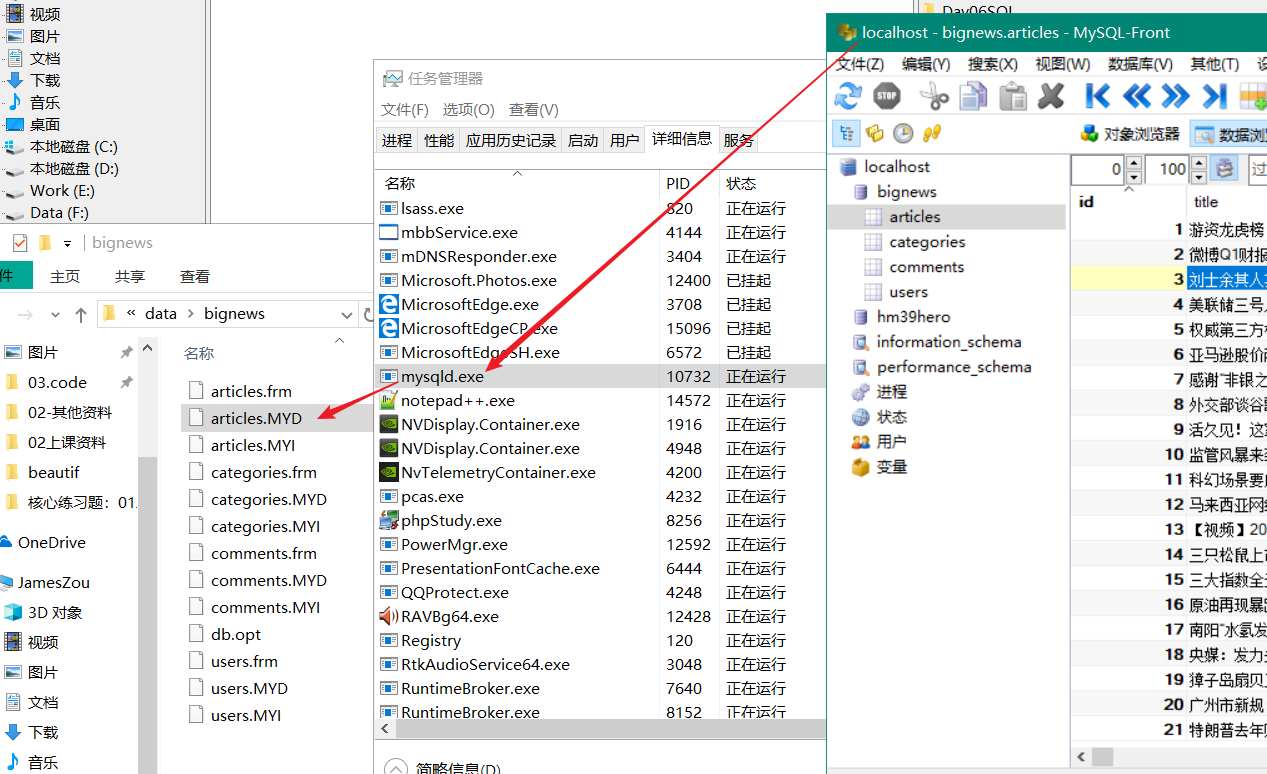 视频
图片
文档
下载
音乐
桌面
本地磁盘 (C:)
本地磁盘 (D:)
Work (E:)
Data (F:)
bignews
件
主页
共享
查看
« data › bignews
图片
03.code
02-其他资料
02上课资料
beautif
核心练习题：01.
OneDrive
JamesZou
3D 对象
视频
图片
文档
下载
音乐
名称
articles.frm
articles.MYD
articles.MYI
categories.frm
categories.MYD
categories.MYI
comments.frm
comments.MYD
comments.MYI
db.opt
users.frm
users.MYD
users.MYI
任务管理器
文件(F) 选项(O) 查看(V)
进程 性能 应用历史记录 启动 用户 详细信息 服务
名称 PID 状态
lsass.exe 820 正在运行
mbbService.exe 4144 正在运行
mDNSResponder.exe 3404 正在运行
Microsoft.Photos.exe 12400 已挂起
MicrosoftEdge.exe 3708 已挂起
MicrosoftEdgeCP.exe 15096 已挂起
MicrosoftEdgeSH.exe 6572 已挂起
mysqld.exe 10732 正在运行
notepad++.exe 14572 正在运行
NVDisplay.Container.exe 1916 正在运行
NVDisplay.Container.exe 4948 正在运行
NvTelemetryContainer.exe 4200 正在运行
pcas.exe 4232 正在运行
phpStudy.exe 8256 正在运行
PowerMgr.exe 12592 正在运行
PresentationFontCache.exe 6444 正在运行
QQProtect.exe 4248 正在运行
RAVBg64.exe 12428 正在运行
Registry 120 正在运行
RtkAudioService64.exe 3048 正在运行
RuntimeBroker.exe 7640 正在运行
RuntimeBroker.exe 8152 正在运行
简略信息(D)
Day06SQL
localhost - bignews.articles - MySQL-Front
文件(Z) 编辑(Y) 搜索(X) 视图(W) 数据库(V) 其他(T) 设
STOP
对象浏览器 数据浏
localhost
bignews
articles
categories
comments
users
hm39hero
information_schema
performance_schema
进程
状态
用户
变量
0 100 过
id title
1 游资龙虎榜
2 微博Q1财报
3 刘士余其人
4 美联储三号
5 权威第三方
6 亚马逊股价
7 感谢"非银之
8 外交部谈谷
9 活久见！这
10 监管风暴来
11 科幻场景要
12 马来西亚网
13 【视频】20
14 三只松鼠上
15 三大指数全
16 原油再现暴
17 南阳"水氢发
18 央媒：发力
19 獐子岛扇贝
20 广州市新规
21 特朗普去年